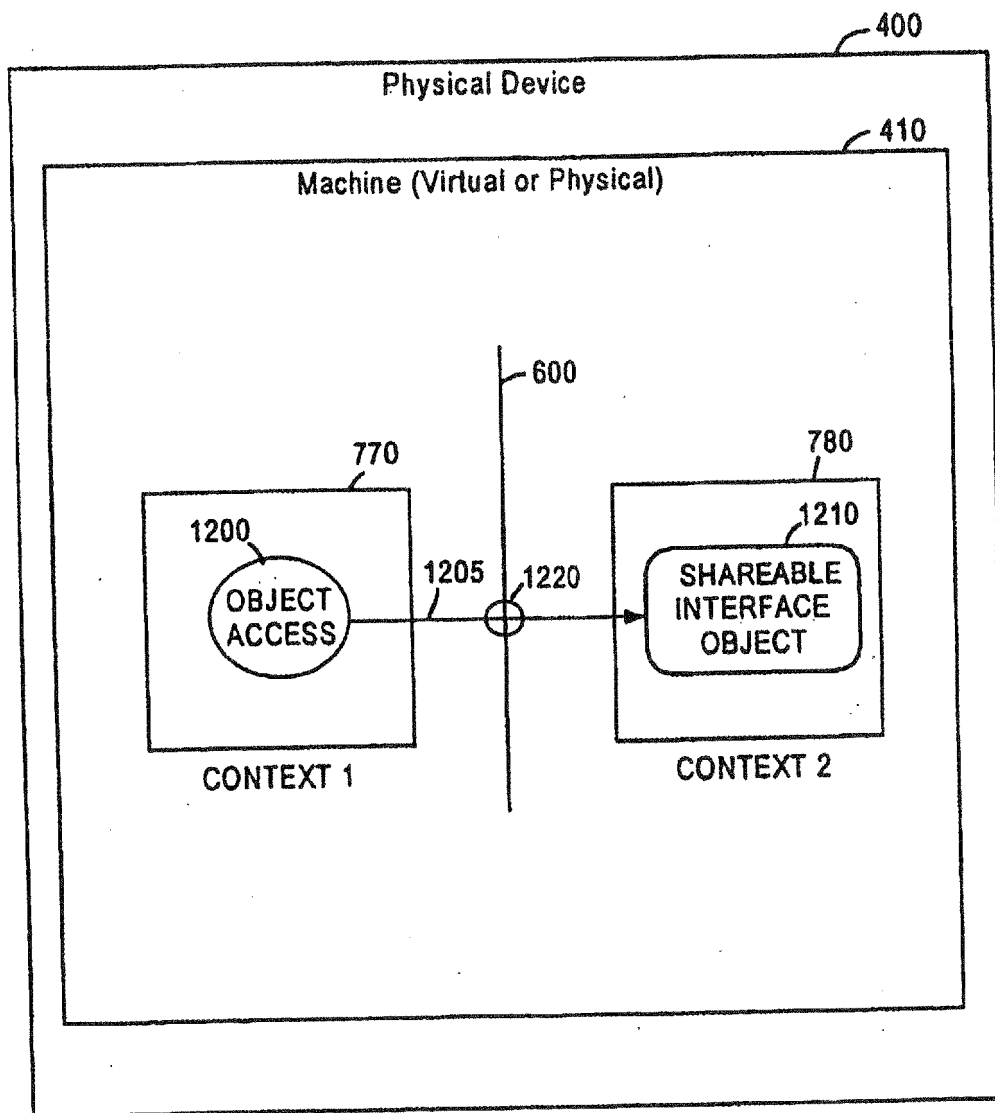 400
Physical Device
410
Machine (Virtual or Physical)
600
770
780
1200
1210
OBJECT
ACCESS
1205
1220
SHAREABLE
INTERFACE
OBJECT
CONTEXT 1
CONTEXT 2